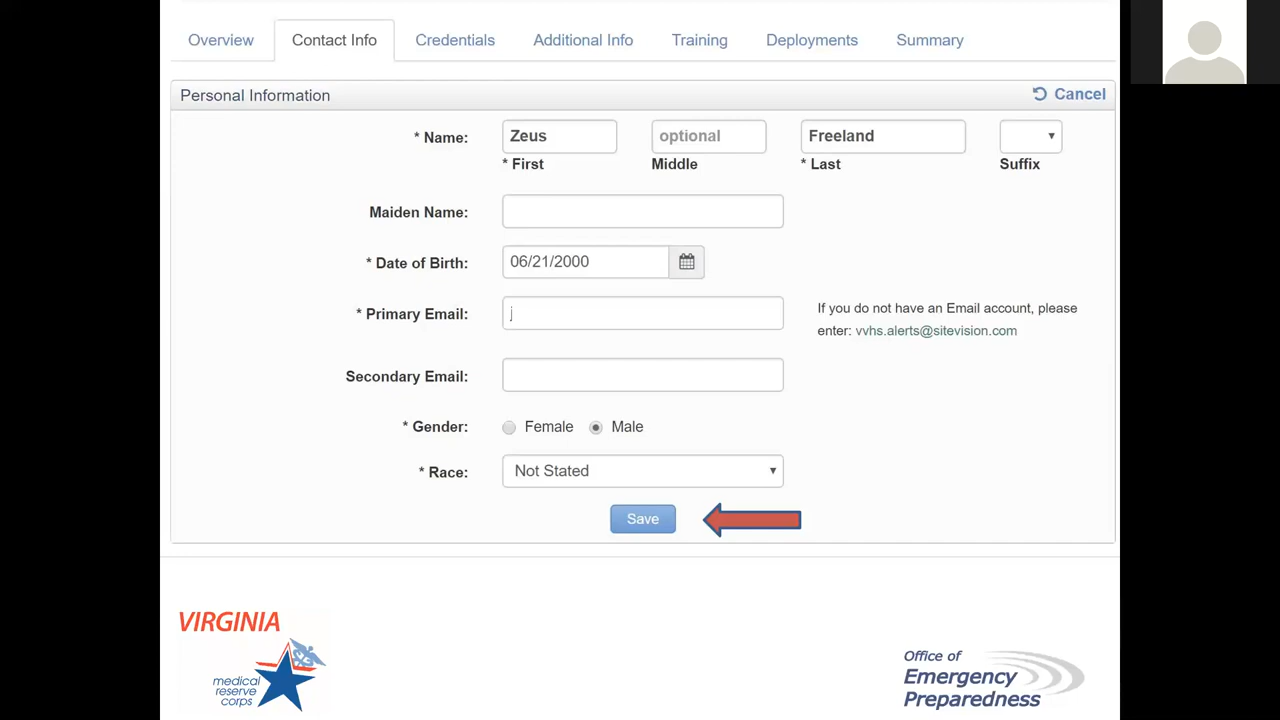 Overview Contact Info Credentials Additional Info Training Deployments Summary
Personal Information Cancel
* Name: Zeus optional Freeland
* First Middle * Last Suffix
Maiden Name:
* Date of Birth: 06/21/2000
* Primary Email: j
If you do not have an Email account, please
enter: vvhs.alerts@sitevision.com
Secondary Email:
* Gender: Female Male
* Race: Not Stated
Save
VIRGINIA
medical
reserve
corps
Office of
Emergency
Preparedness